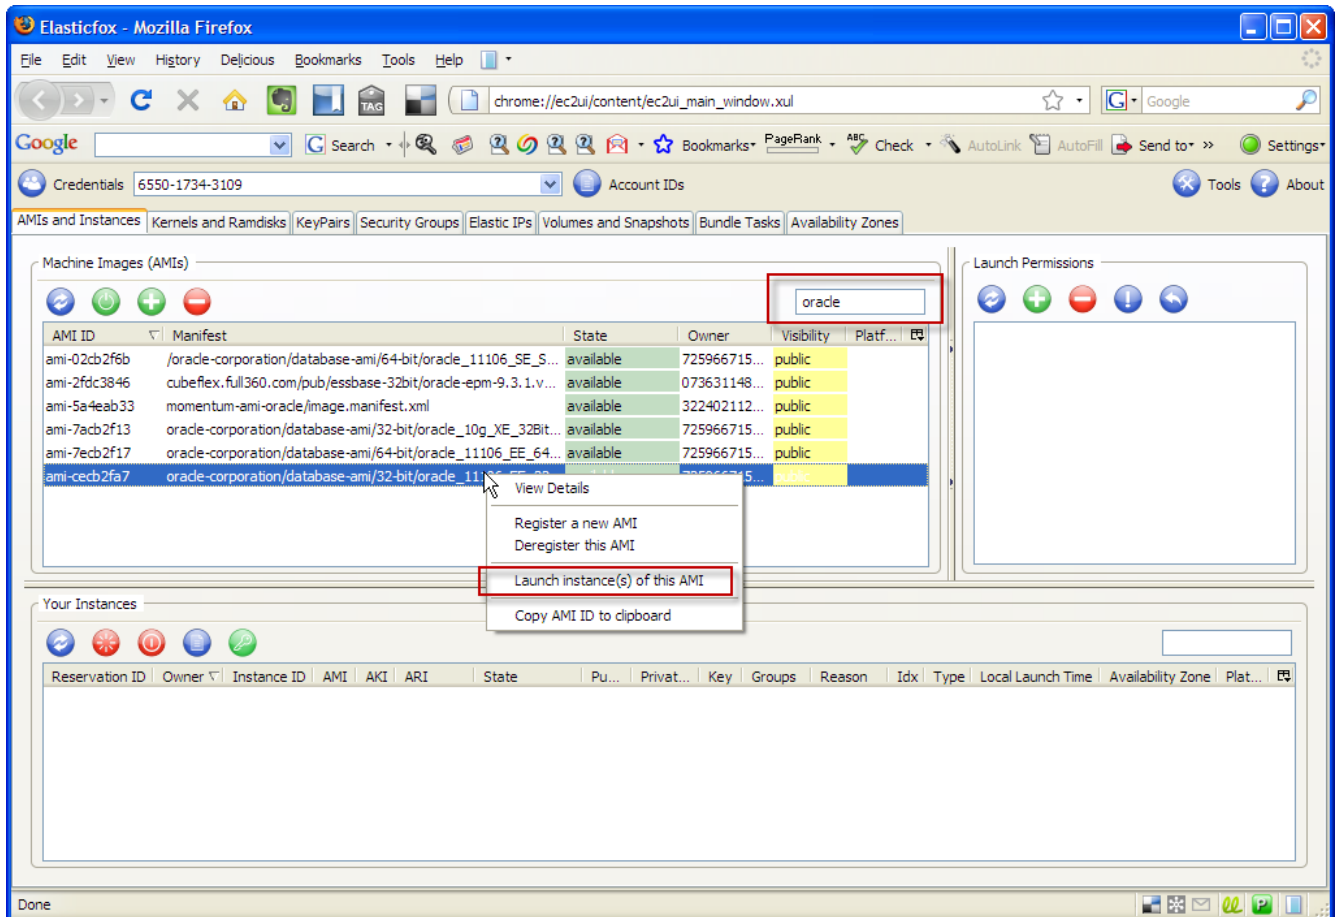 Elasticfox - Mozilla Firefox
File Edit View History Delicious Bookmarks Tools Help
TAG chrome://ec2ui/content/ec2ui_main_window.xul G Google
Google G Search Bookmarks PageRank ABC Check AutoLink AutoFill Send to » Settings
Credentials 6550-1734-3109 Account IDs Tools ? About
AMIs and Instances Kernels and Ramdisks KeyPairs Security Groups Elastic IPs Volumes and Snapshots Bundle Tasks Availability Zones
Machine Images (AMIs) Launch Permissions
oracle
AMI ID Manifest State Owner Visibility Platf...
ami-02cb2f6b /oracle-corporation/database-ami/64-bit/oracle_11106_SE_S... available 725966715... public
ami-2fdc3846 cubeflex.full360.com/pub/essbase-32bit/oracle-epm-9.3.1.v... available 073631148... public
ami-5a4eab33 momentum-ami-oracle/image.manifest.xml available 322402112... public
ami-7acb2f13 oracle-corporation/database-ami/32-bit/oracle_10g_XE_32Bit... available 725966715... public
ami-7ecb2f17 oracle-corporation/database-ami/64-bit/oracle_11106_EE_64... available 725966715... public
ami-cecb2fa7 oracle-corporation/database-ami/32-bit/oracle_11106_EE_32... 725966715... public
View Details
Register a new AMI
Deregister this AMI
Launch instance(s) of this AMI
Copy AMI ID to clipboard
Your Instances
Reservation ID Owner Instance ID AMI AKI ARI State Pu... Privat... Key Groups Reason Idx Type Local Launch Time Availability Zone Plat...
Done